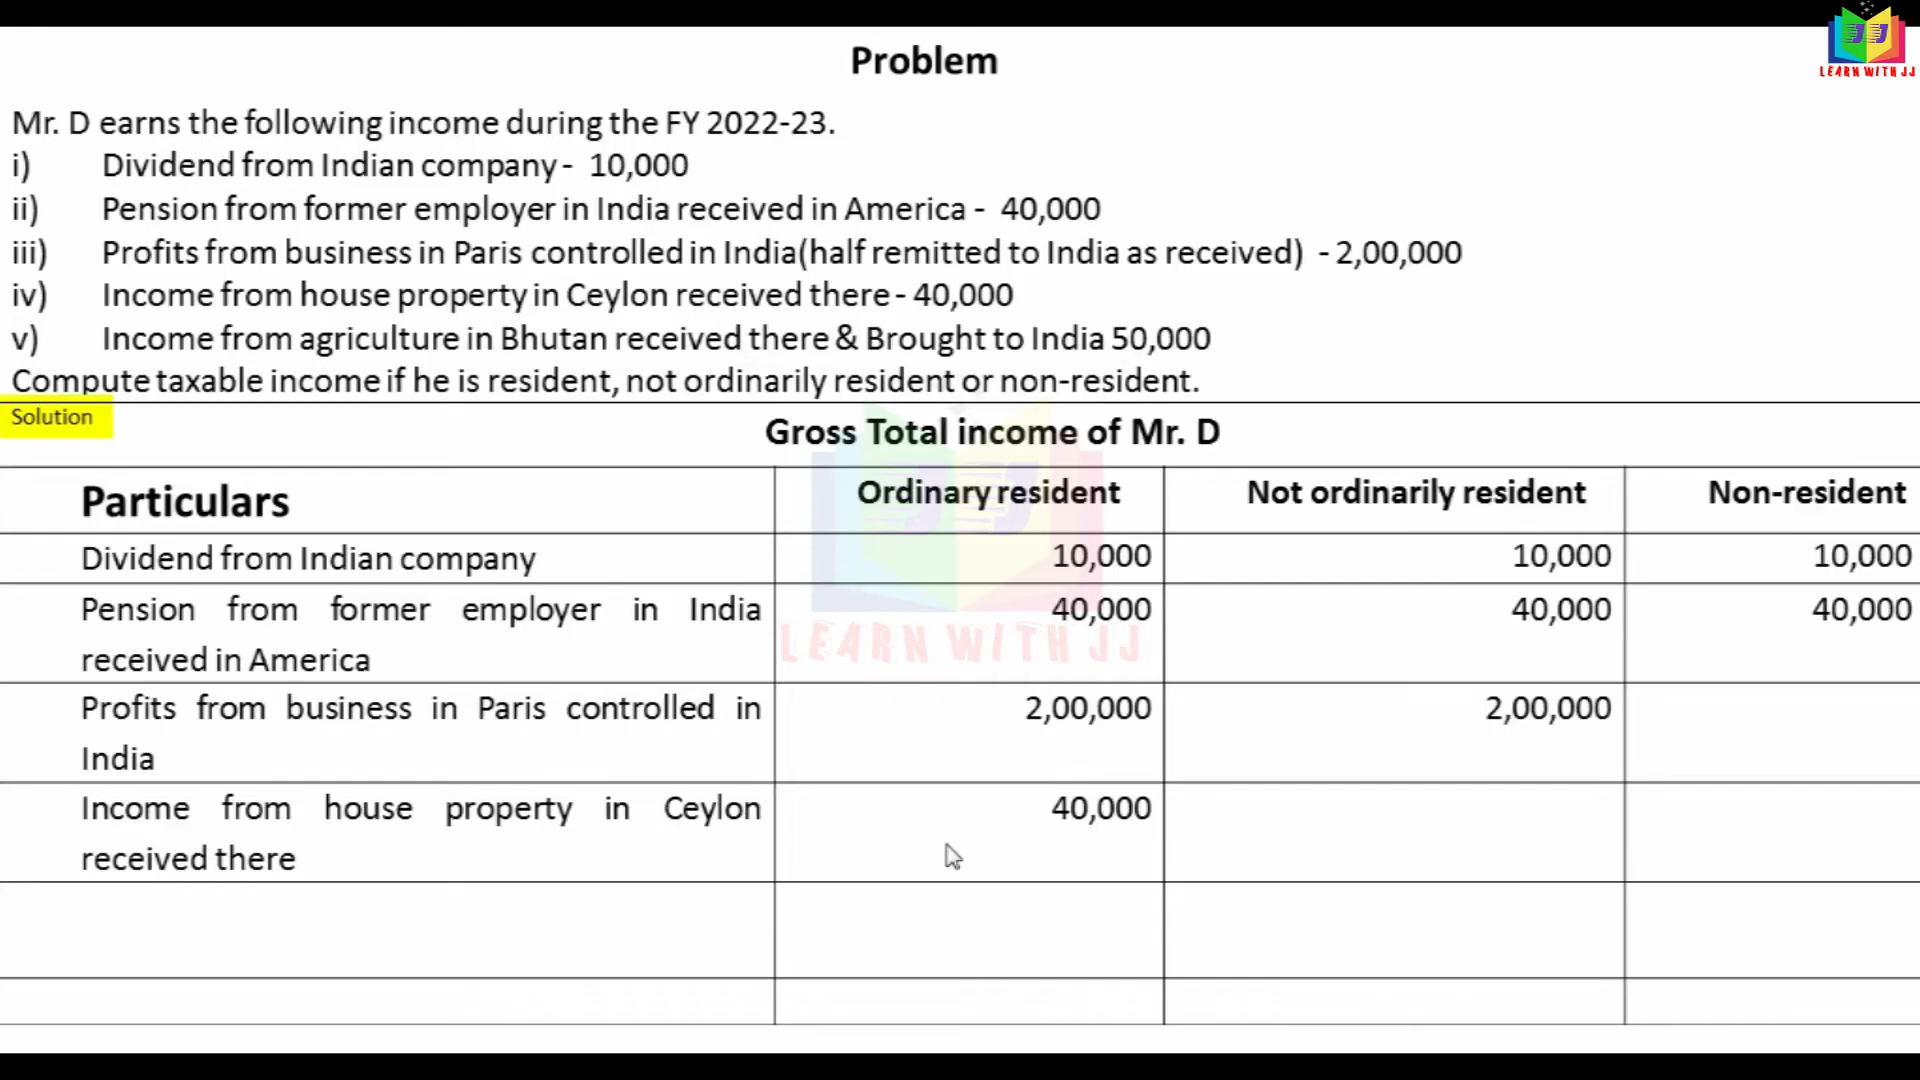 LEARN WITH JJ
Problem
Mr. D earns the following income during the FY 2022-23.
i) Dividend from Indian company - 10,000
ii) Pension from former employer in India received in America - 40,000
iii) Profits from business in Paris controlled in India(half remitted to India as received) - 2,00,000
iv) Income from house property in Ceylon received there - 40,000
v) Income from agriculture in Bhutan received there & Brought to India 50,000
Compute taxable income if he is resident, not ordinarily resident or non-resident.
Solution
Gross Total income of Mr. D
Particulars Ordinary resident Not ordinarily resident Non-resident
Dividend from Indian company 10,000 10,000 10,000
Pension from former employer in India 40,000 40,000 40,000
received in America
LEARN WITH JJ
Profits from business in Paris controlled in 2,00,000 2,00,000
India
Income from house property in Ceylon 40,000
received there